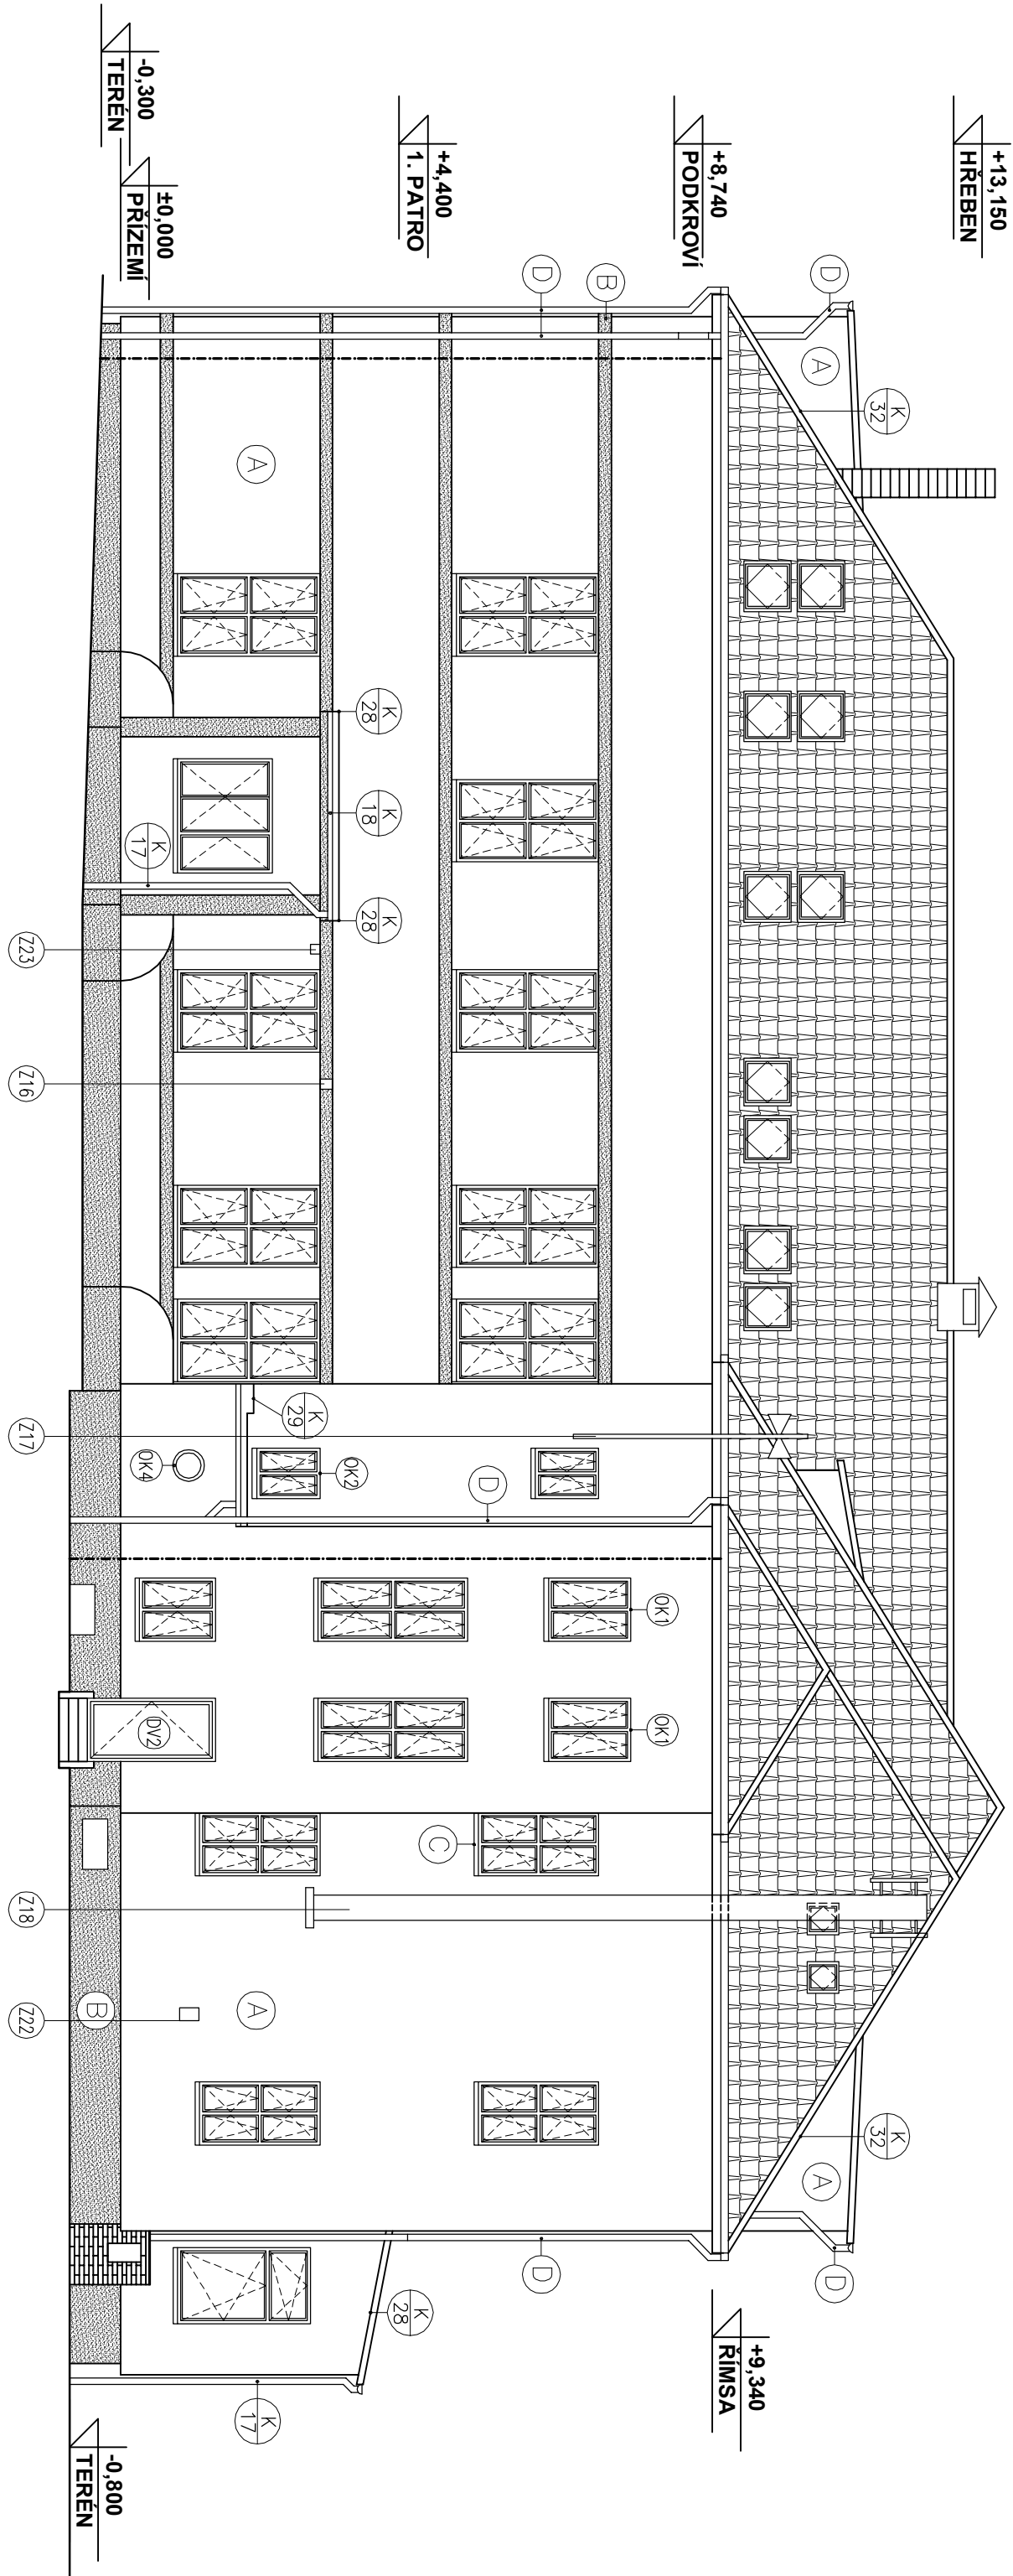 +13,150
HŘEBEN
+8,740
PODKROVÍ
+4,400
1. PATRO
±0,000
PŘÍZEMÍ
-0,300
TERÉN
+9,340
ŘÍMSA
-0,800
TERÉN
D
A
K
32
D
B
A
K
28
K
18
K
28
K
17
Z23
Z16
K
29
OK2
OK4
Z17
D
OK1
OK1
DV2
C
Z18
A
B
Z22
K
32
A
D
D
K
28
K
17